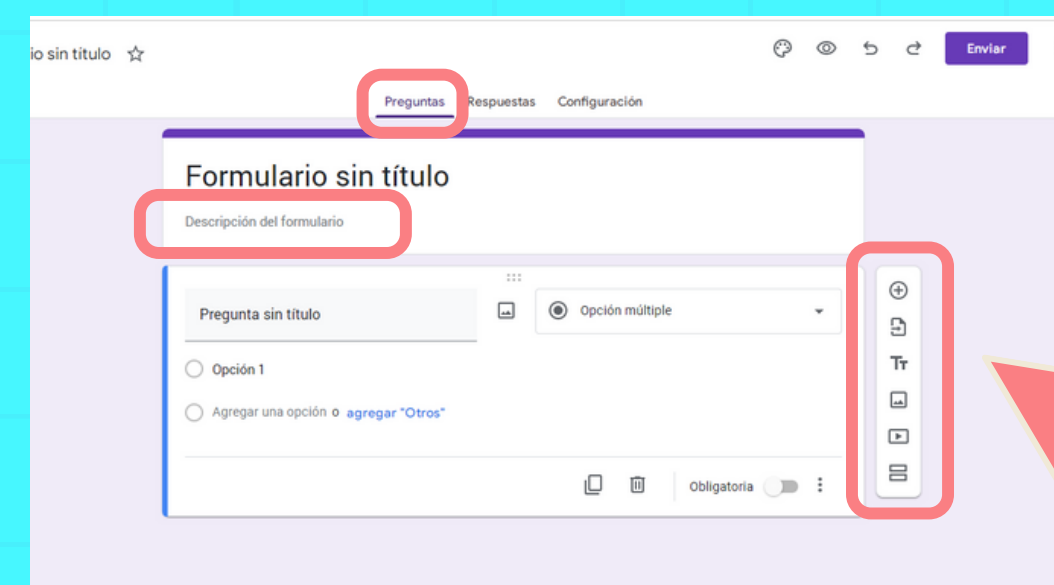 io sin título
Enviar
Preguntas Respuestas Configuración
Formulario sin título
Descripción del formulario
Pregunta sin título
Opción múltiple
Opción 1
Agregar una opción o agregar "Otros"
Obligatoria
Tт